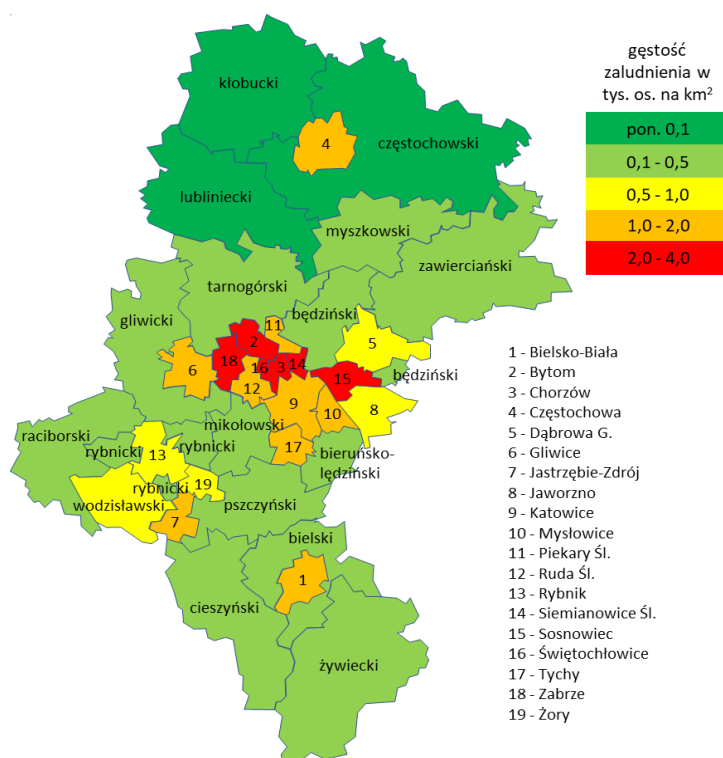 gęstość
zaludnienia w
tys. os. na km²
pon. 0,1
0,1 - 0,5
0,5 - 1,0
1,0 - 2,0
2,0 - 4,0
kłobucki
4
częstochowski
lubliniecki
myszkowski
zawierciański
tarnogórski
będziński
gliwicki
11
2
5
18
16
3
14
6
15
będziński
12
9
10
8
mikołowski
raciborski
rybnicki
13
rybnicki
17
bieruńsko-
lędziński
rybnicki
19
wodzisławski
pszczyński
7
bielski
1
cieszyński
żywiecki
1 - Bielsko-Biała
2 - Bytom
3 - Chorzów
4 - Częstochowa
5 - Dąbrowa G.
6 - Gliwice
7 - Jastrzębie-Zdrój
8 - Jaworzno
9 - Katowice
10 - Mysłowice
11 - Piekary Śl.
12 - Ruda Śl.
13 - Rybnik
14 - Siemianowice Śl.
15 - Sosnowiec
16 - Świętochłowice
17 - Tychy
18 - Zabrze
19 - Żory